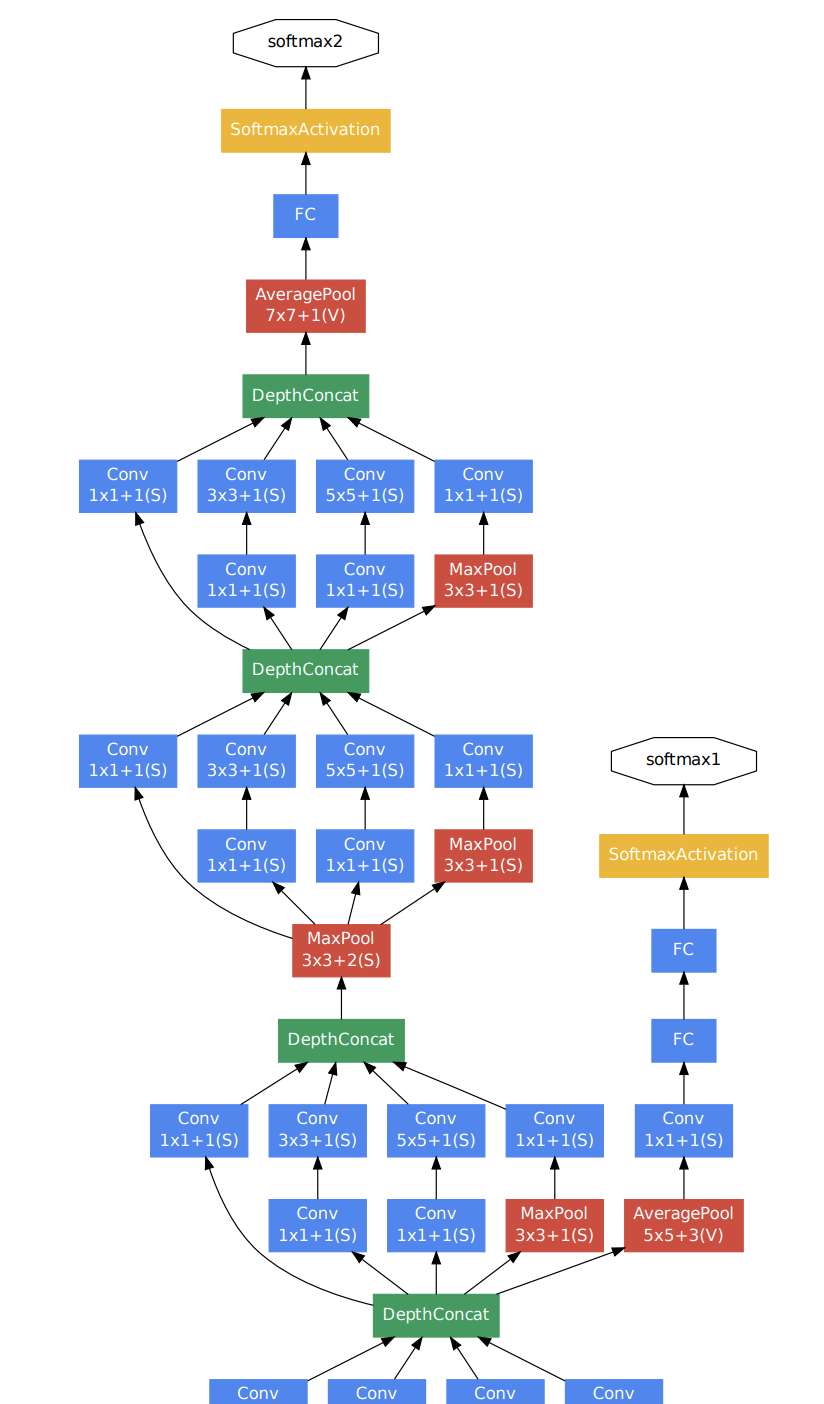 softmax2
SoftmaxActivation
FC
AveragePool
7x7+1(V)
DepthConcat
Conv
1x1+1(S)
Conv
3x3+1(S)
Conv
5x5+1(S)
Conv
1x1+1(S)
Conv
1x1+1(S)
Conv
1x1+1(S)
MaxPool
3x3+1(S)
DepthConcat
Conv
1x1+1(S)
Conv
3x3+1(S)
Conv
5x5+1(S)
Conv
1x1+1(S)
softmax1
Conv
1x1+1(S)
Conv
1x1+1(S)
MaxPool
3x3+1(S)
SoftmaxActivation
MaxPool
3x3+2(S)
FC
DepthConcat
FC
Conv
1x1+1(S)
Conv
3x3+1(S)
Conv
5x5+1(S)
Conv
1x1+1(S)
Conv
1x1+1(S)
Conv
1x1+1(S)
Conv
1x1+1(S)
MaxPool
3x3+1(S)
AveragePool
5x5+3(V)
DepthConcat
Conv
Conv
Conv
Conv